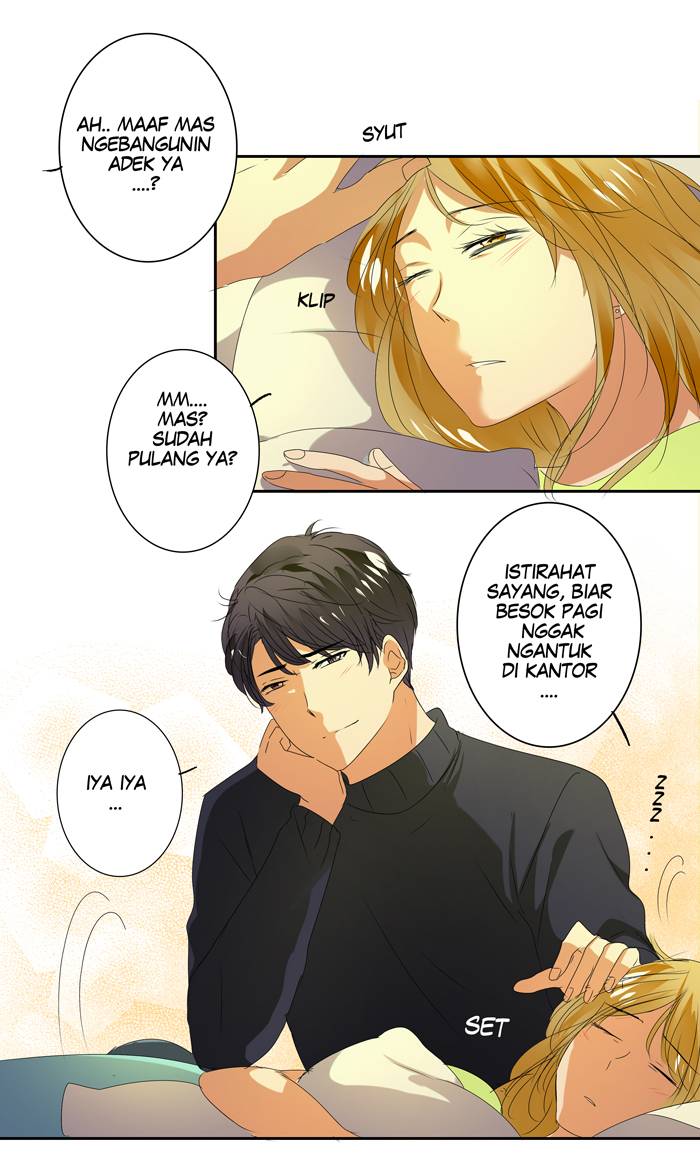 AH.. MAAF MAS
NGEBANGUNIN
ADEK YA
....?
SYUT
KLIP
MM....
MAS?
SUDAH
PULANG YA?
ISTIRAHAT
SAYANG, BIAR
BESOK PAGI
NGGAK
NGANTUK
DI KANTOR
....
IYA IYA
...
ZZZ....
SET